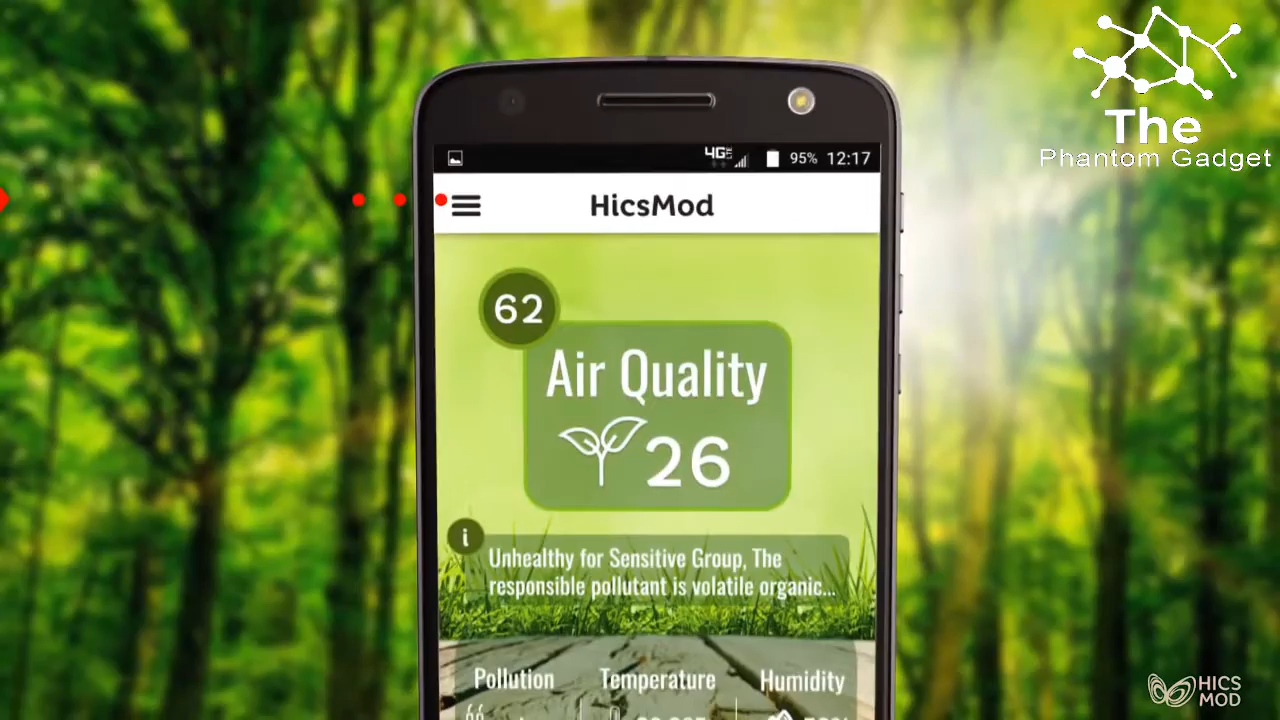 The
Phantom Gadget
95% 12:17
HicsMod
62
Air Quality
26
i
Unhealthy for Sensitive Group, The
responsible pollutant is volatile organic...
Pollution Temperature Humidity
HICS
MOD